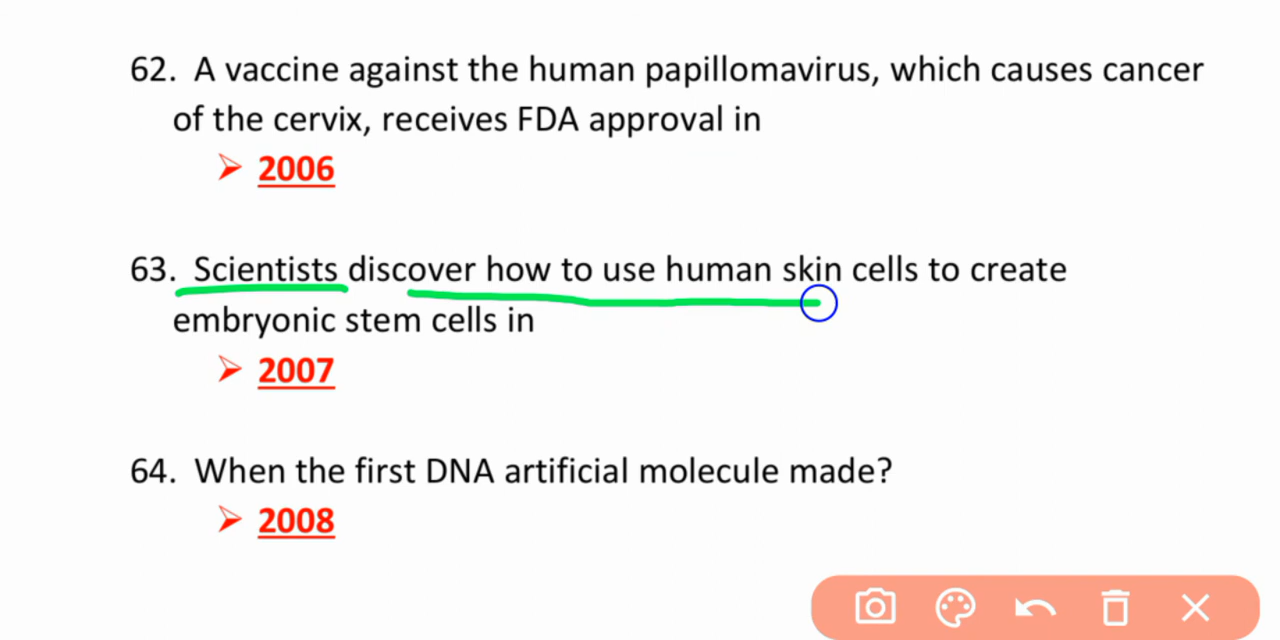 62. A vaccine against the human papillomavirus, which causes cancer
of the cervix, receives FDA approval in
➢ 2006
63. Scientists discover how to use human skin cells to create
embryonic stem cells in
➢ 2007
64. When the first DNA artificial molecule made?
➢ 2008